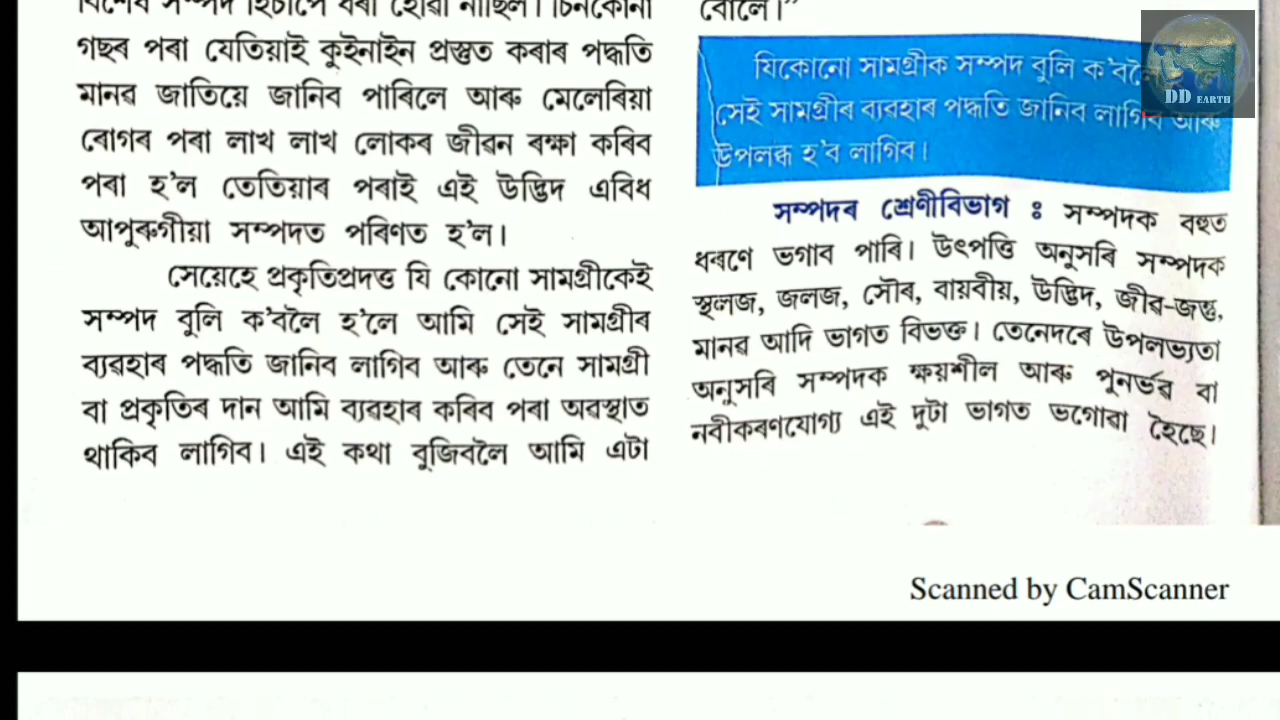 বিশেষ সম্পদ হিচাপে ধৰা হোৱা নাছিল। চিনকোনা
গছৰ পৰা যেতিয়াই কুইনাইন প্ৰস্তুত কৰাৰ পদ্ধতি
মানৱ জাতিয়ে জানিব পাৰিলে আৰু মেলেৰিয়া
ৰোগৰ পৰা লাখ লাখ লোকৰ জীৱন ৰক্ষা কৰিব
পৰা হ'ল তেতিয়াৰ পৰাই এই উদ্ভিদ এবিধ
আপুৰুগীয়া সম্পদত পৰিণত হ'ল।
সেয়েহে প্ৰকৃতিপ্ৰদত্ত যি কোনো সামগ্ৰীকেই
সম্পদ বুলি ক'বলৈ হ'লে আমি সেই সামগ্ৰীৰ
ব্যৱহাৰ পদ্ধতি জানিব লাগিব আৰু তেনে সামগ্ৰী
বা প্ৰকৃতিৰ দান আমি ব্যৱহাৰ কৰিব পৰা অৱস্থাত
থাকিব লাগিব। এই কথা বুজিবলৈ আমি এটা
বোলে।”
যিকোনো সামগ্ৰীক সম্পদ বুলি ক'বলৈ
সেই সামগ্ৰীৰ ব্যৱহাৰ পদ্ধতি জানিব লাগিব আৰু
উপলব্ধ হ'ব লাগিব।
সম্পদৰ শ্ৰেণীবিভাগ ঃ সম্পদক বহুত
ধৰণে ভগাব পাৰি। উৎপত্তি অনুসৰি সম্পদক
স্থলজ, জলজ, সৌৰ, বায়বীয়, উদ্ভিদ, জীৱ-জন্তু,
মানৱ আদি ভাগত বিভক্ত। তেনেদৰে উপলভ্যতা
অনুসৰি সম্পদক ক্ষয়শীল আৰু পুনৰ্ভৱ বা
নবীকৰণযোগ্য এই দুটা ভাগত ভগোৱা হৈছে।
DD EARTH
Scanned by CamScanner